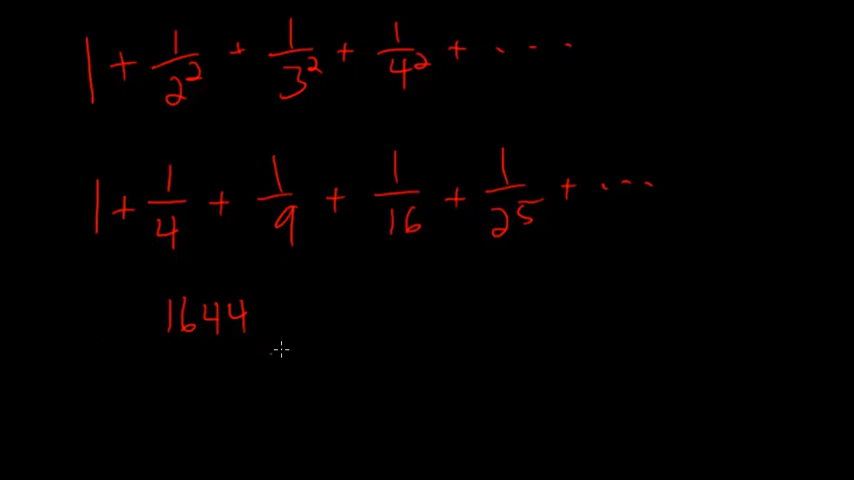 1 + 1/2² + 1/3² + 1/4² + ...
1 + 1/4 + 1/9 + 1/16 + 1/25 + ...
1644